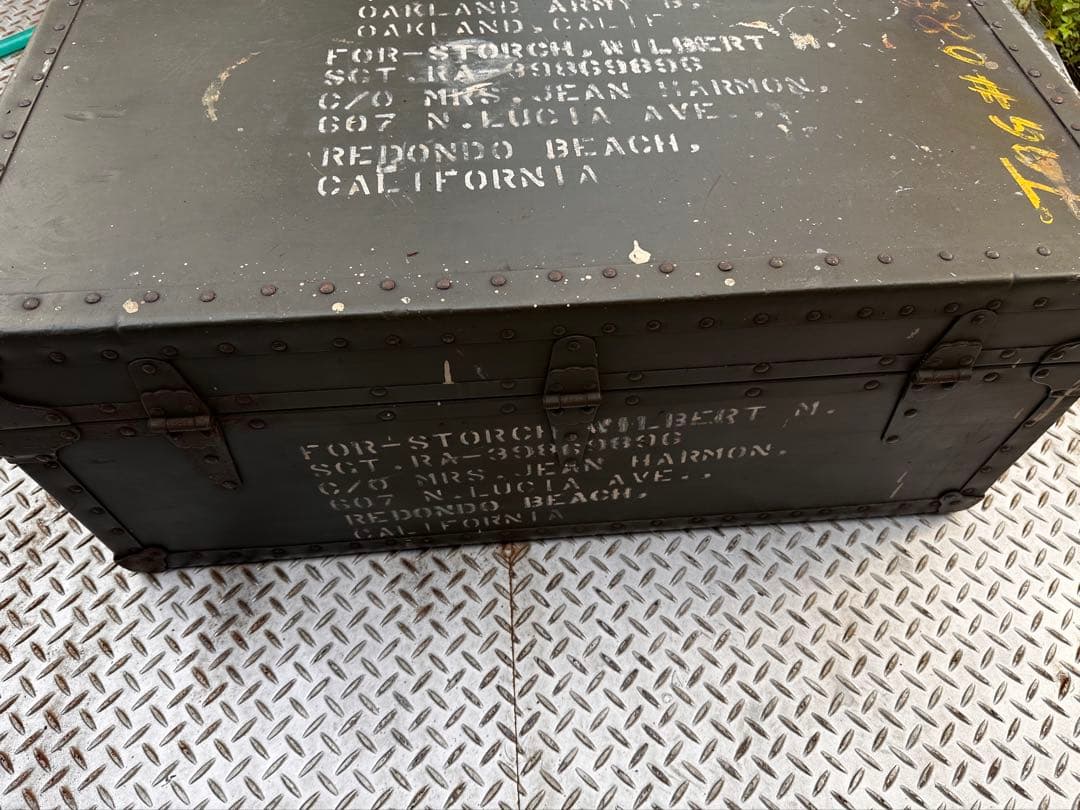 OAKLAND ARMY B.
OAKLAND, CALIF
FOR-STORCH, WILBERT M.
SGT. RA-39869896
C/O MRS. JEAN HARMON,
607 N. LUCIA AVE.,
REDONDO BEACH,
CALIFORNIA
FOR-STORCH WILBERT M.
SGT. RA-39869896
C/O MRS. JEAN HARMON.
607 N. LUCIA AVE.,
REDONDO BEACH,
CALIFORNIA